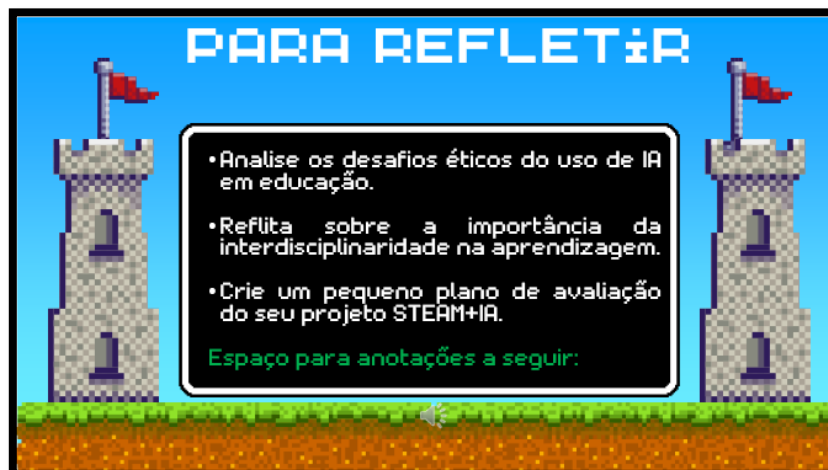 PARA REFLETIR
•Analise os desafios éticos do uso de IA
em educação.
•Reflita sobre a importância da
interdisciplinaridade na aprendizagem.
•Crie um pequeno plano de avaliação
do seu projeto STEAM+IA.
Espaço para anotações a seguir: